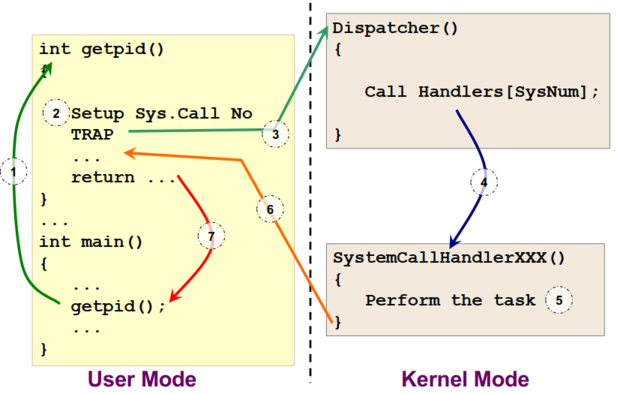 int getpid()
{
2 Setup Sys.Call No
TRAP
3
...
1
return ...
}
...
int main()
{
...
getpid();
...
}
7
6
User Mode
Dispatcher()
{
Call Handlers[SysNum];
}
4
SystemCallHandlerXXX()
{
Perform the task 5
}
Kernel Mode